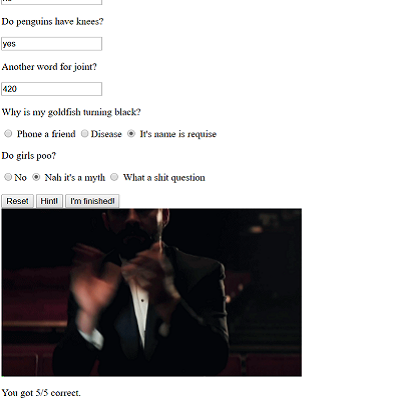 Do penguins have knees?
yes
Another word for joint?
420
Why is my goldfish turning black?
Phone a friend Disease It's name is requise
Do girls poo?
No Nah it's a myth What a shit question
Reset Hint! I'm finished!
You got 5/5 correct.